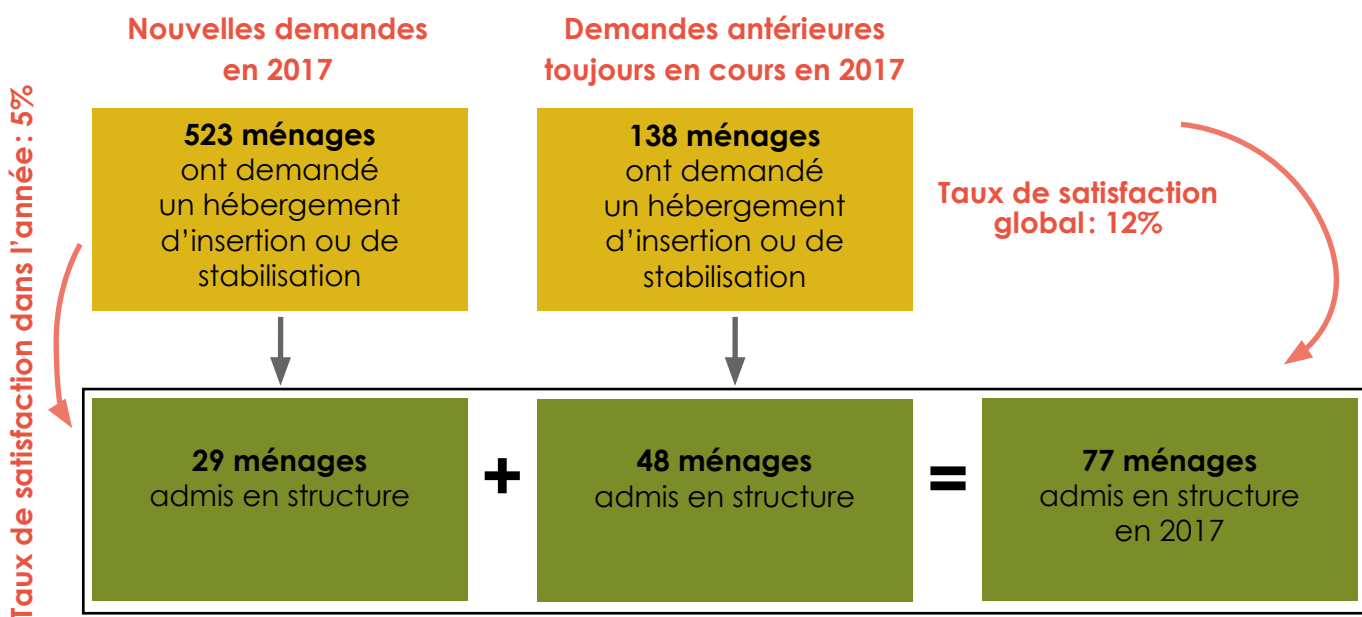 Nouvelles demandes
en 2017
Demandes antérieures
toujours en cours en 2017
Taux de satisfaction dans l'année : 5%
523 ménages
ont demandé
un hébergement
d'insertion ou de
stabilisation
138 ménages
ont demandé
un hébergement
d'insertion ou de
stabilisation
Taux de satisfaction
global : 12%
29 ménages
admis en structure
+
48 ménages
admis en structure
=
77 ménages
admis en structure
en 2017